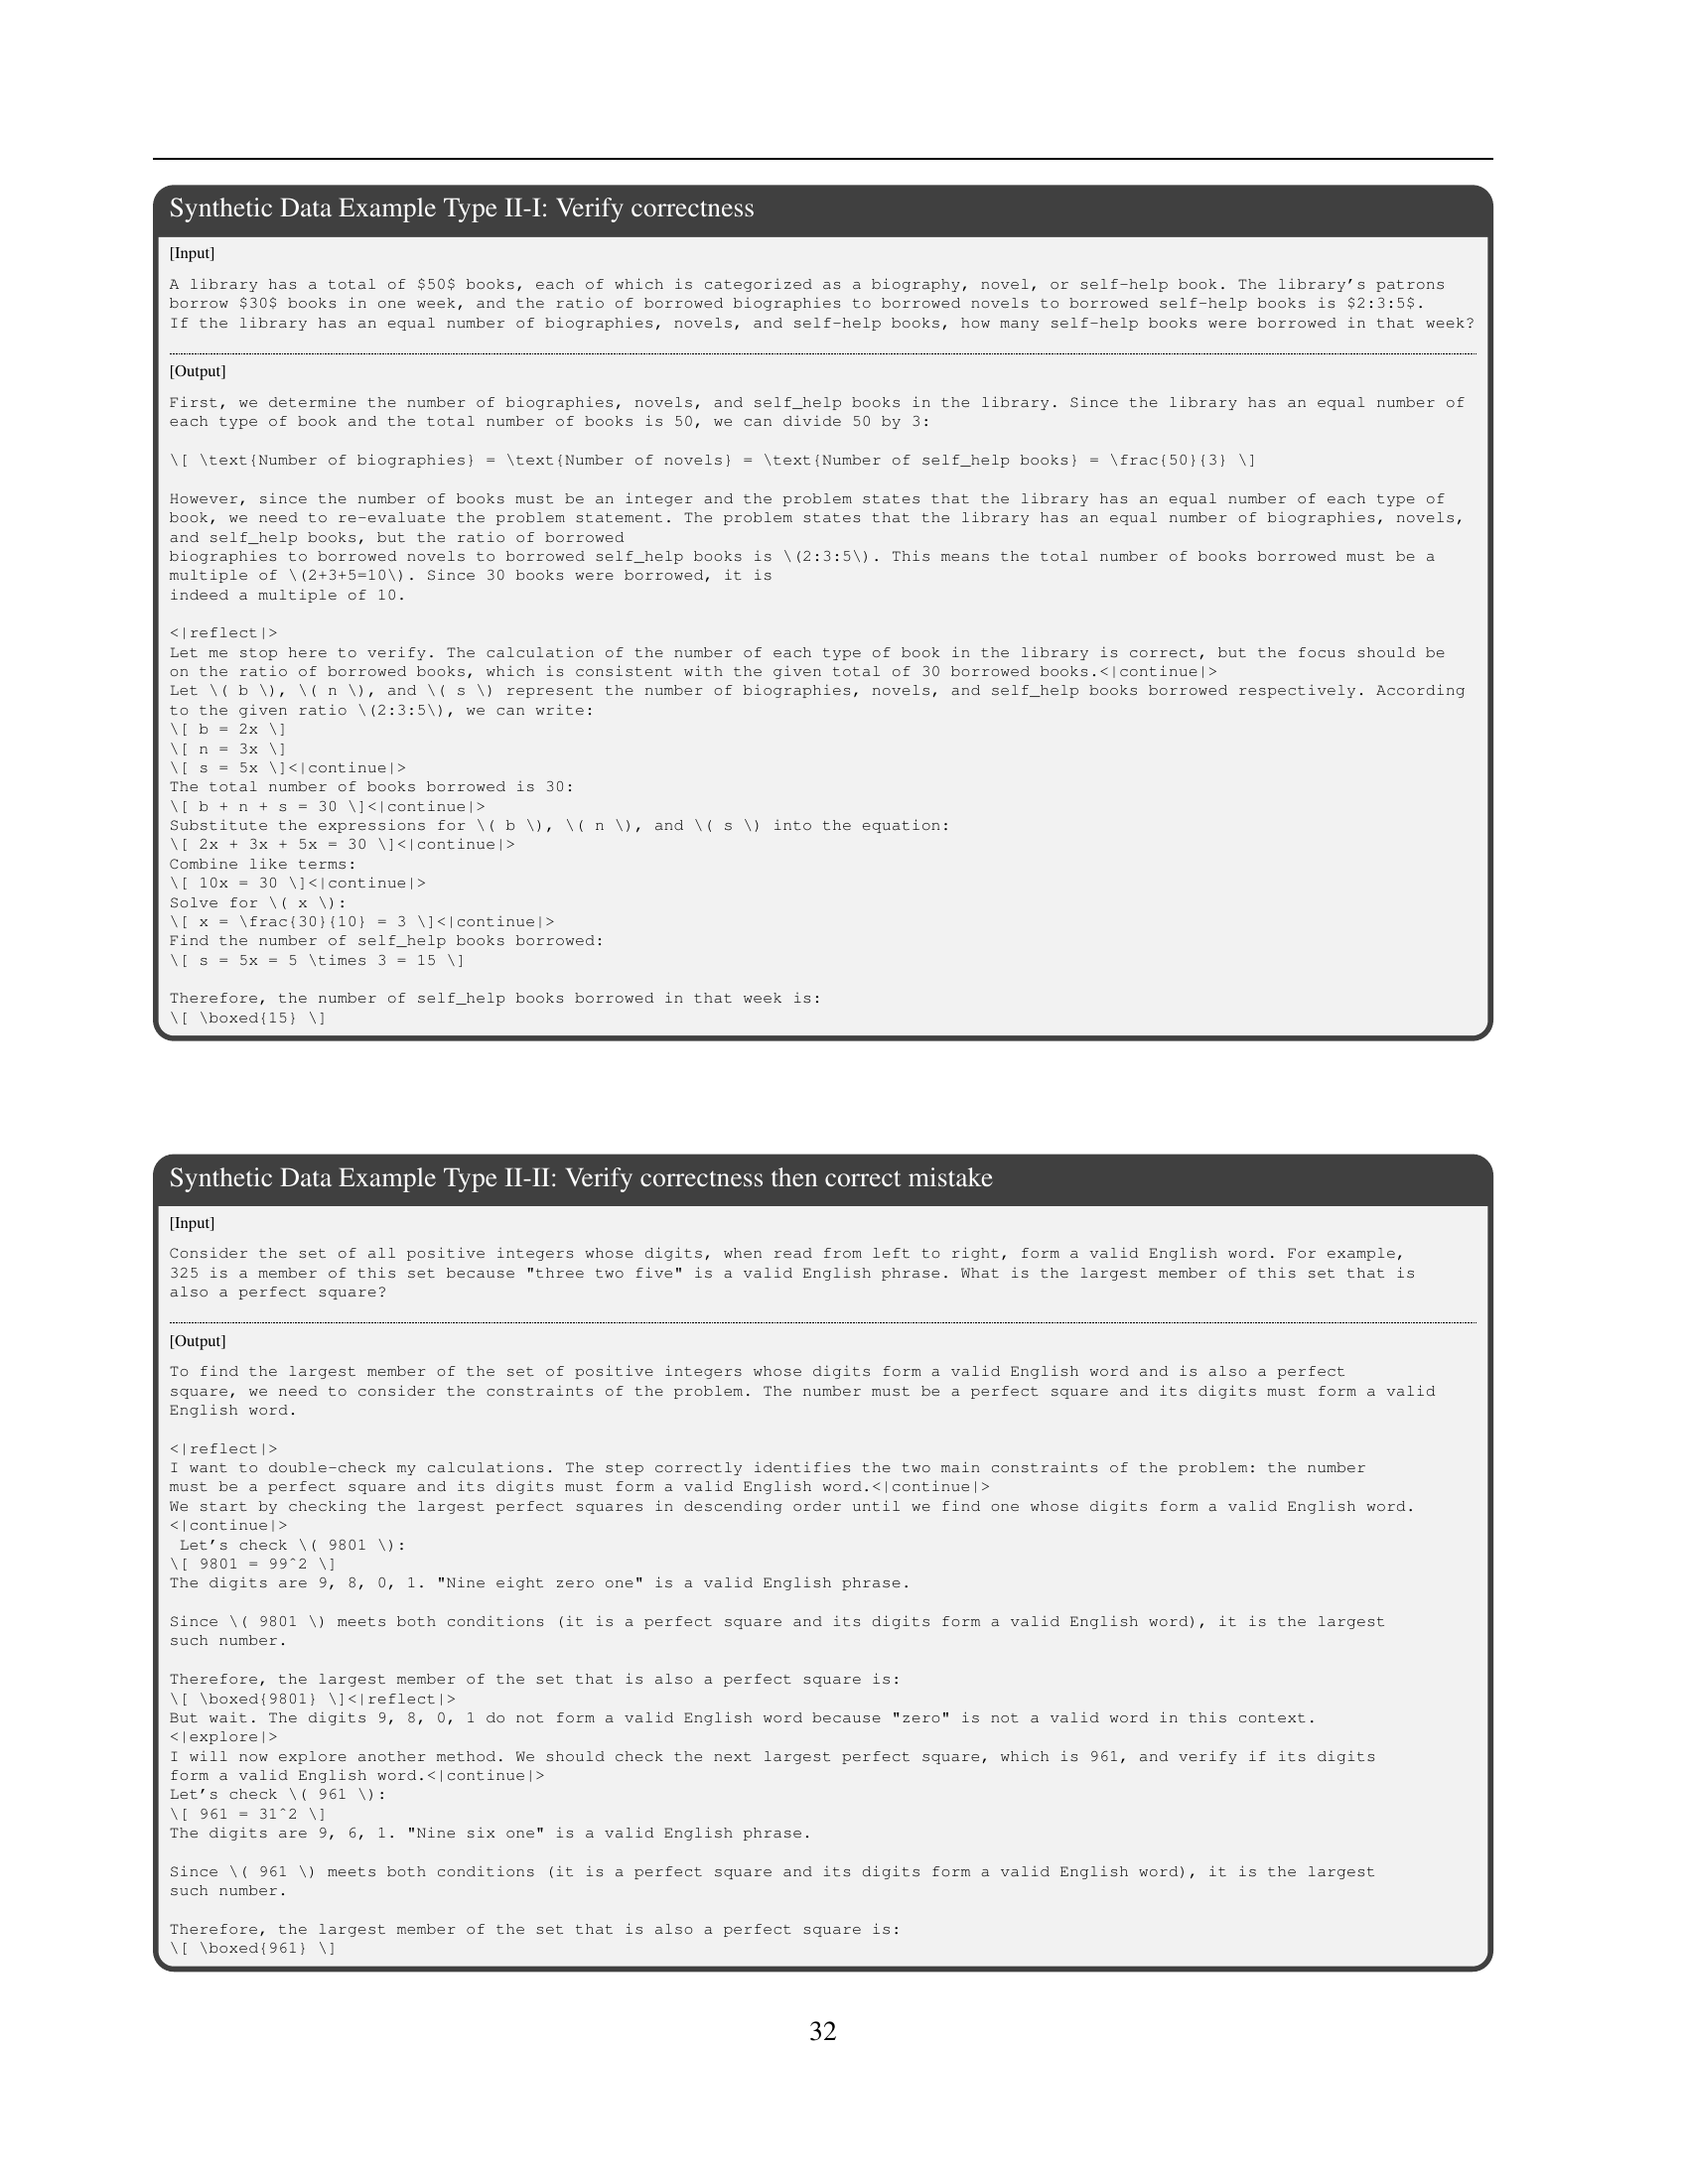 Synthetic Data Example Type II-I: Verify correctness
[Input]
A library has a total of $50$ books, each of which is categorized as a biography, novel, or self-help book. The library's patrons
borrow $30$ books in one week, and the ratio of borrowed biographies to borrowed novels to borrowed self-help books is $2:3:5$.
If the library has an equal number of biographies, novels, and self-help books, how many self-help books were borrowed in that week?
[Output]
First, we determine the number of biographies, novels, and self_help books in the library. Since the library has an equal number of
each type of book and the total number of books is 50, we can divide 50 by 3:
\[ \text{Number of biographies} = \text{Number of novels} = \text{Number of self_help books} = \frac{50}{3} \]
However, since the number of books must be an integer and the problem states that the library has an equal number of each type of
book, we need to re-evaluate the problem statement. The problem states that the library has an equal number of biographies, novels,
and self_help books, but the ratio of borrowed
biographies to borrowed novels to borrowed self_help books is \(2:3:5\). This means the total number of books borrowed must be a
multiple of \(2+3+5=10\). Since 30 books were borrowed, it is
indeed a multiple of 10.
<|reflect|>
Let me stop here to verify. The calculation of the number of each type of book in the library is correct, but the focus should be
on the ratio of borrowed books, which is consistent with the given total of 30 borrowed books.<|continue|>
Let \( b \), \( n \), and \( s \) represent the number of biographies, novels, and self_help books borrowed respectively. According
to the given ratio \(2:3:5\), we can write:
\[ b = 2x \]
\[ n = 3x \]
\[ s = 5x \]<|continue|>
The total number of books borrowed is 30:
\[ b + n + s = 30 \]<|continue|>
Substitute the expressions for \( b \), \( n \), and \( s \) into the equation:
\[ 2x + 3x + 5x = 30 \]<|continue|>
Combine like terms:
\[ 10x = 30 \]<|continue|>
Solve for \( x \):
\[ x = \frac{30}{10} = 3 \]<|continue|>
Find the number of self_help books borrowed:
\[ s = 5x = 5 \times 3 = 15 \]
Therefore, the number of self_help books borrowed in that week is:
\[ \boxed{15} \]
Synthetic Data Example Type II-II: Verify correctness then correct mistake
[Input]
Consider the set of all positive integers whose digits, when read from left to right, form a valid English word. For example,
325 is a member of this set because "three two five" is a valid English phrase. What is the largest member of this set that is
also a perfect square?
[Output]
To find the largest member of the set of positive integers whose digits form a valid English word and is also a perfect
square, we need to consider the constraints of the problem. The number must be a perfect square and its digits must form a valid
English word.
<|reflect|>
I want to double-check my calculations. The step correctly identifies the two main constraints of the problem: the number
must be a perfect square and its digits must form a valid English word.<|continue|>
We start by checking the largest perfect squares in descending order until we find one whose digits form a valid English word.
<|continue|>
Let's check \( 9801 \):
\[ 9801 = 99^2 \]
The digits are 9, 8, 0, 1. "Nine eight zero one" is a valid English phrase.
Since \( 9801 \) meets both conditions (it is a perfect square and its digits form a valid English word), it is the largest
such number.
Therefore, the largest member of the set that is also a perfect square is:
\[ \boxed{9801} \]<|reflect|>
But wait. The digits 9, 8, 0, 1 do not form a valid English word because "zero" is not a valid word in this context.
<|explore|>
I will now explore another method. We should check the next largest perfect square, which is 961, and verify if its digits
form a valid English word.<|continue|>
Let's check \( 961 \):
\[ 961 = 31^2 \]
The digits are 9, 6, 1. "Nine six one" is a valid English phrase.
Since \( 961 \) meets both conditions (it is a perfect square and its digits form a valid English word), it is the largest
such number.
Therefore, the largest member of the set that is also a perfect square is:
\[ \boxed{961} \]
32